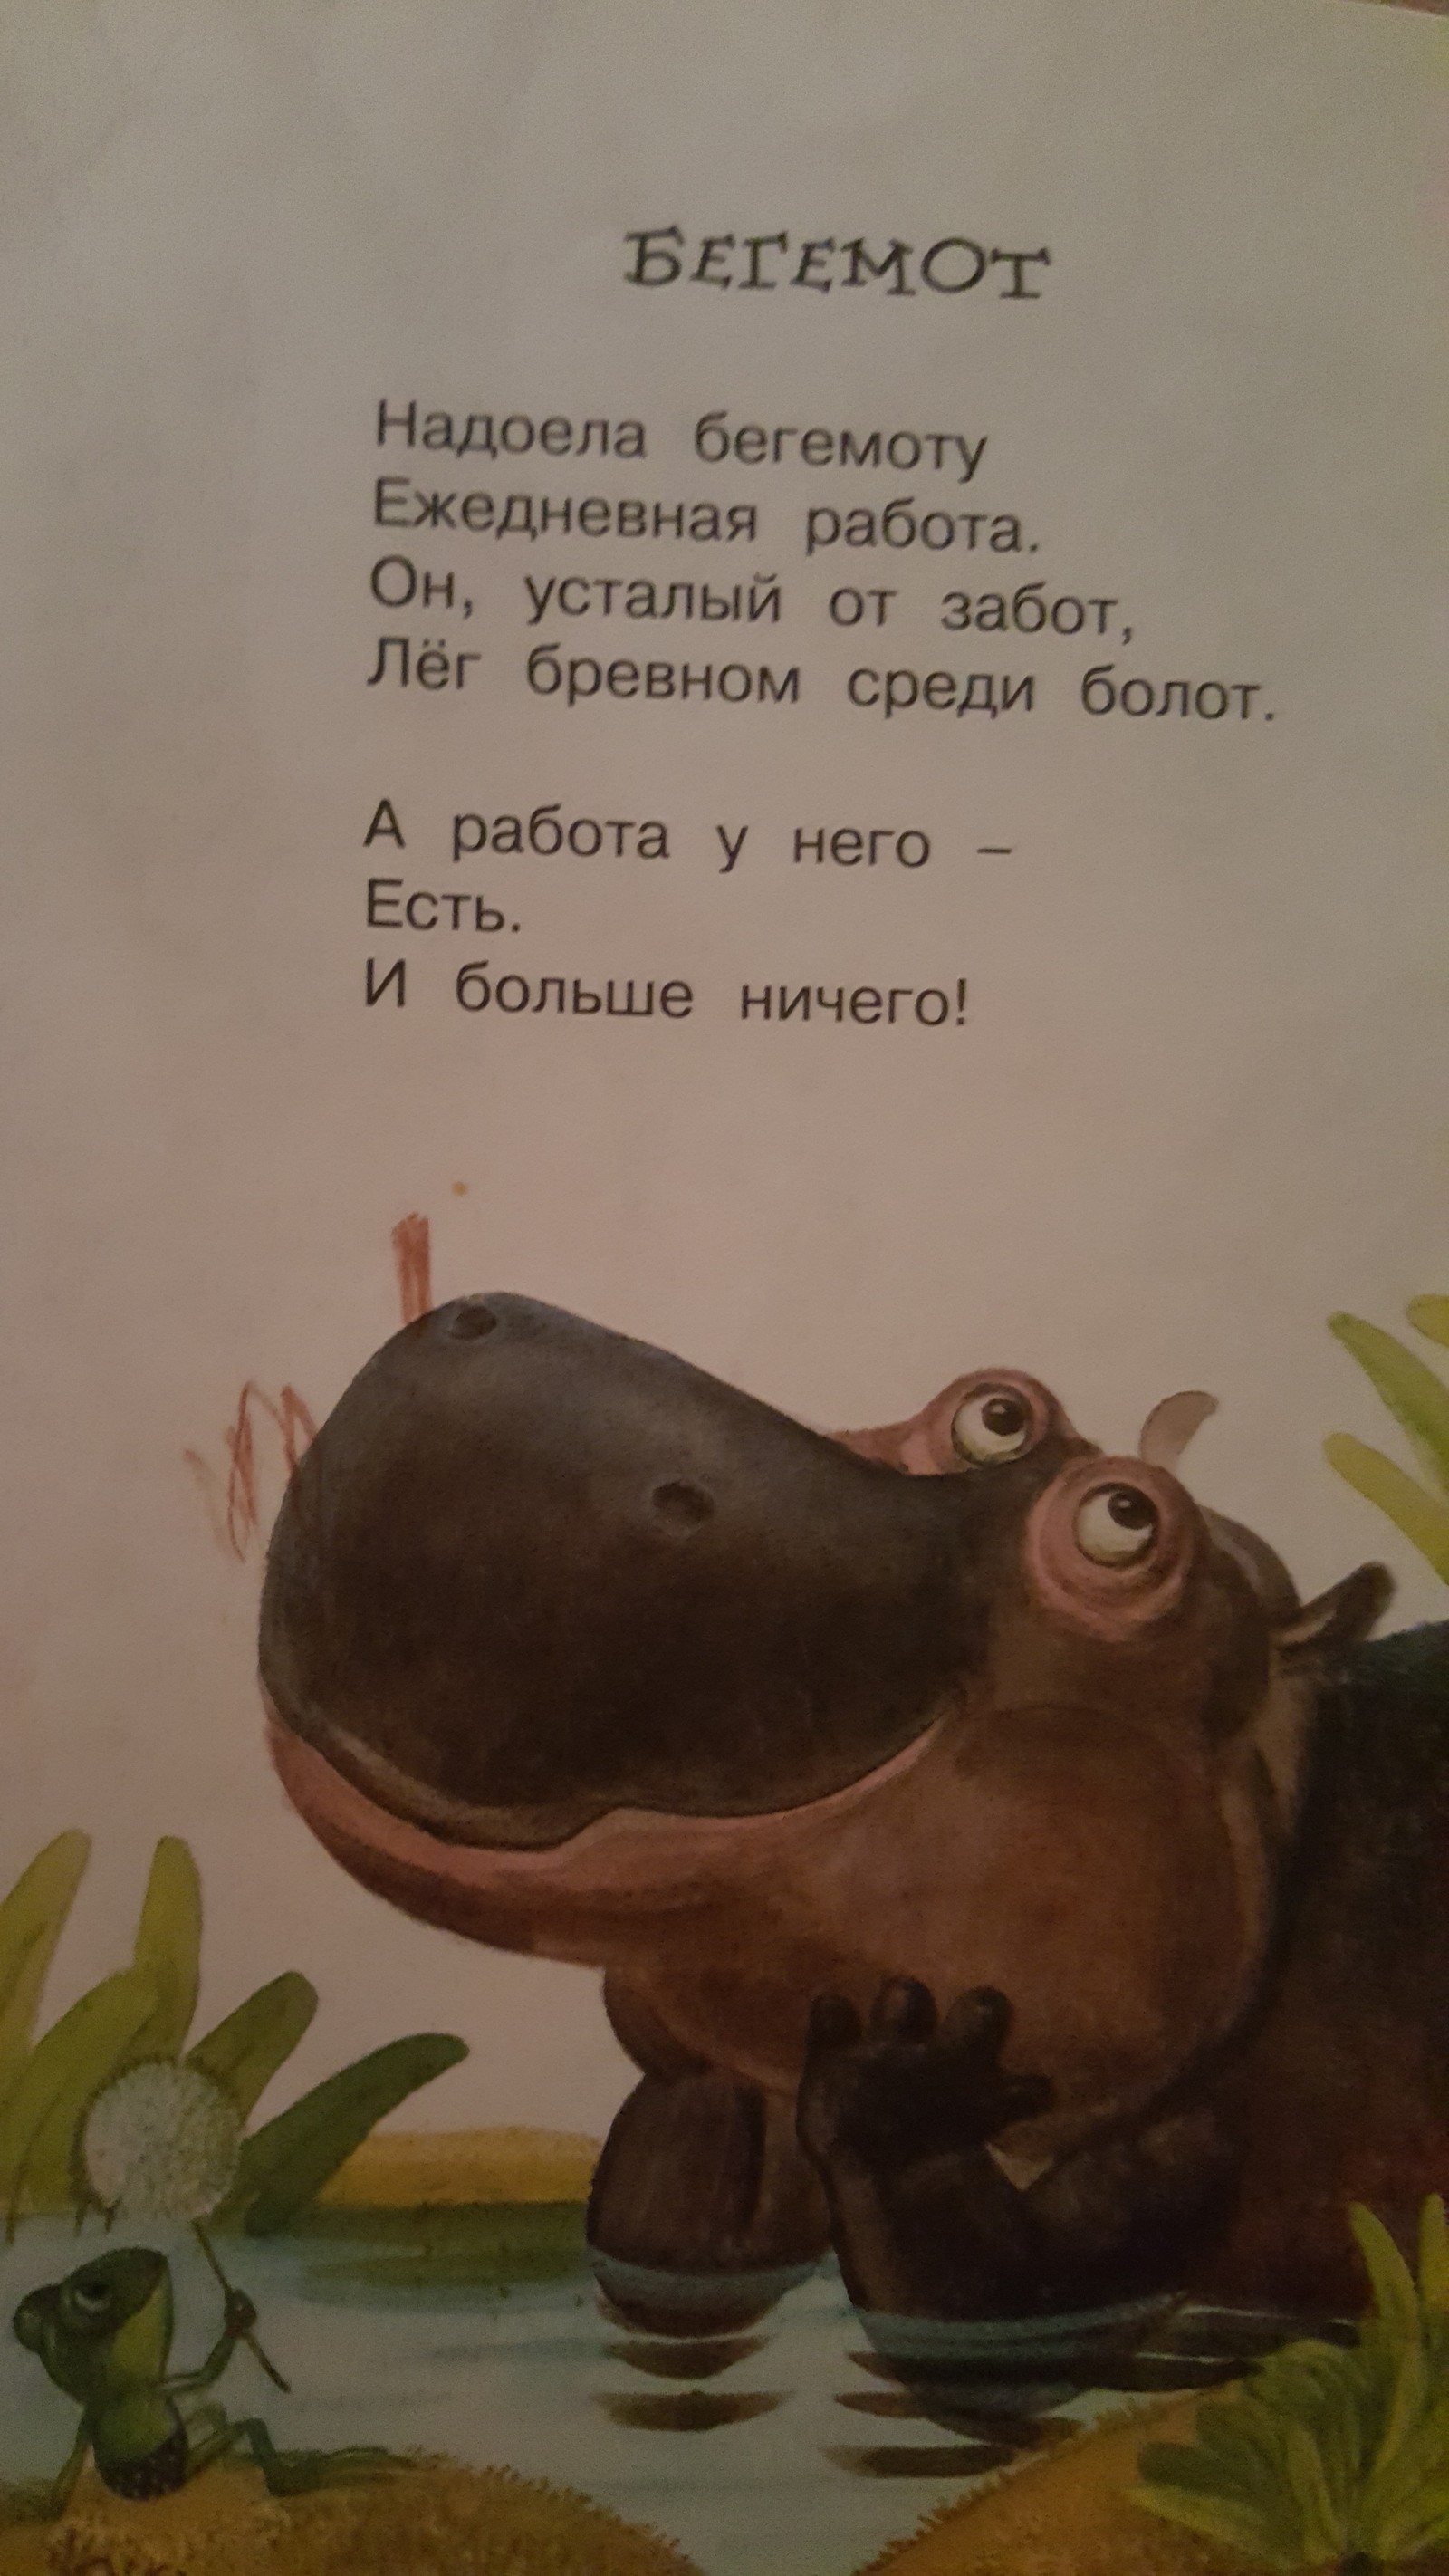 БЕГЕМОТ
Надоела бегемоту
Ежедневная работа.
Он, усталый от забот,
Лёг бревном среди болот.
А работа у него –
Есть.
И больше ничего!